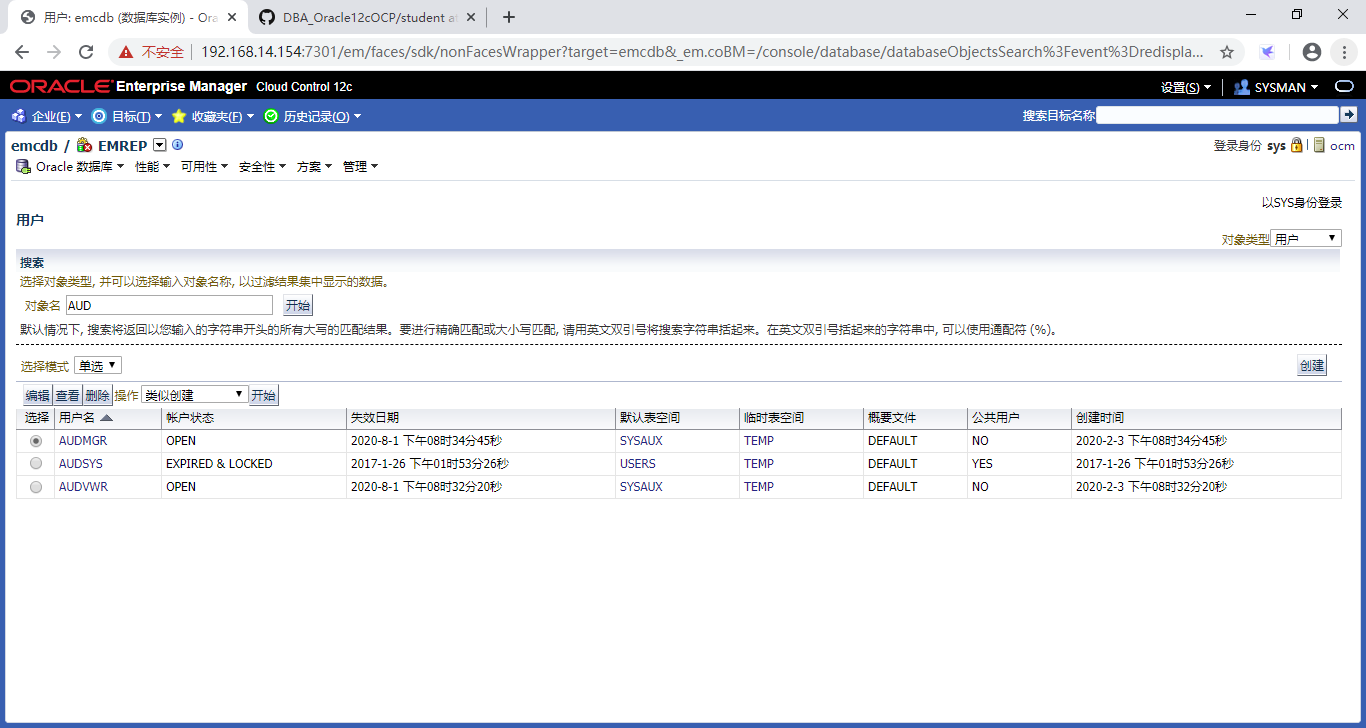 用户: emcdb (数据库实例) - Ora
DBA_Oracle12cOCP/student a
不安全 192.168.14.154:7301/em/faces/sdk/nonFacesWrapper?target=emcdb&_em.coBM=/console/database/databaseObjectsSearch%3Fevent%3Dredispla...
ORACLE Enterprise Manager Cloud Control 12c 设置(S) SYSMAN
企业(E) 目标(T) 收藏夹(F) 历史记录(O) 搜索目标名称
emcdb / EMREP 登录身份 sys ocm
Oracle 数据库 性能 可用性 安全性 方案 管理
以SYS身份登录
用户
对象类型 用户
搜索
选择对象类型, 并可以选择输入对象名称, 以过滤结果集中显示的数据。
对象名 AUD 开始
默认情况下, 搜索将返回以您输入的字符串开头的所有大写的匹配结果。要进行精确匹配或大小写匹配, 请用英文双引号将搜索字符串括起来。在英文双引号括起来的字符串中, 可以使用通配符 (%)。
选择模式 单选 创建
编辑 查看 删除 操作 类似创建 开始
选择 用户名 帐户状态 失效日期 默认表空间 临时表空间 概要文件 公共用户 创建时间
AUDMGR OPEN 2020-8-1 下午08时34分45秒 SYSAUX TEMP DEFAULT NO 2020-2-3 下午08时34分45秒
AUDSYS EXPIRED & LOCKED 2017-1-26 下午01时53分26秒 USERS TEMP DEFAULT YES 2017-1-26 下午01时53分26秒
AUDVWR OPEN 2020-8-1 下午08时32分20秒 SYSAUX TEMP DEFAULT NO 2020-2-3 下午08时32分20秒